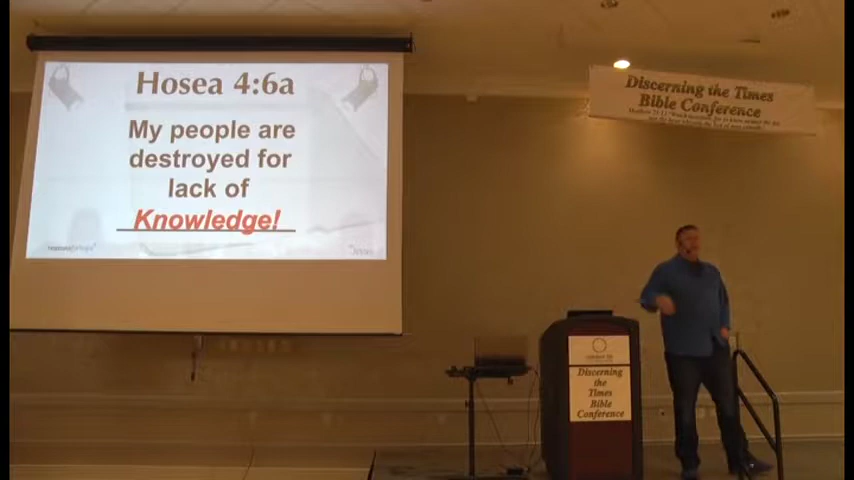 Hosea 4:6a
My people are
destroyed for
lack of
Knowledge!
Discerning the Times
Bible Conference
Discerning
the
Times
Bible
Conference